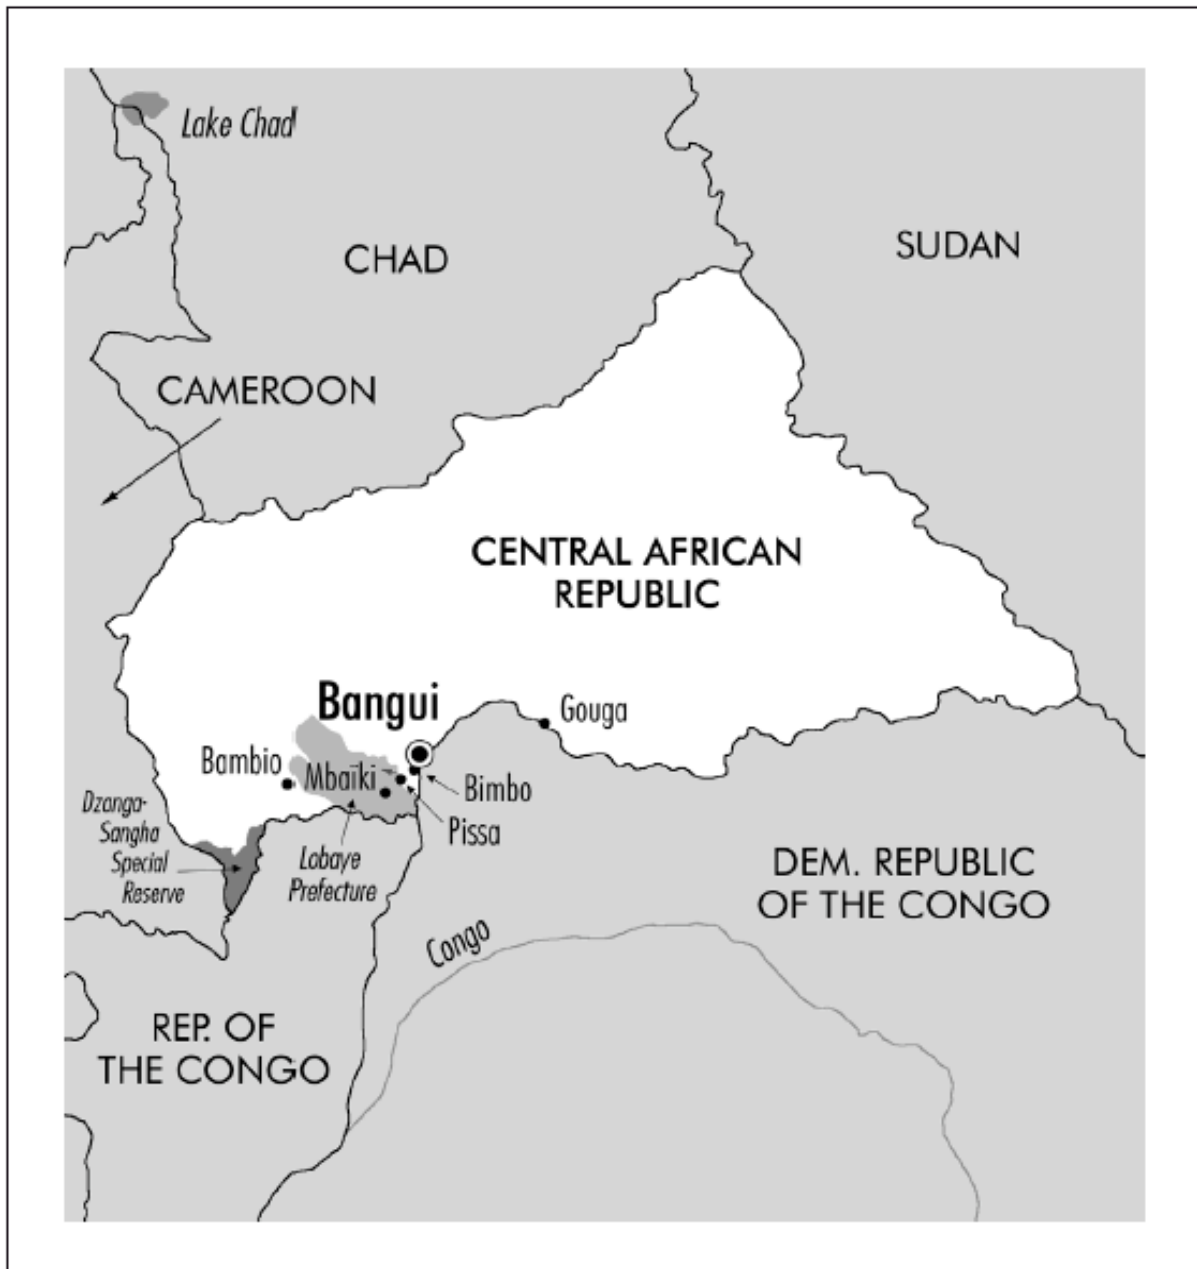 Lake Chad
CHAD
SUDAN
CAMEROON
CENTRAL AFRICAN
REPUBLIC
Bangui
Gouga
Bambio
Mbaïki
Bimbo
Pissa
Dzanga-
Sangha
Special
Reserve
Lobaye
Prefecture
DEM. REPUBLIC
OF THE CONGO
Congo
REP. OF
THE CONGO